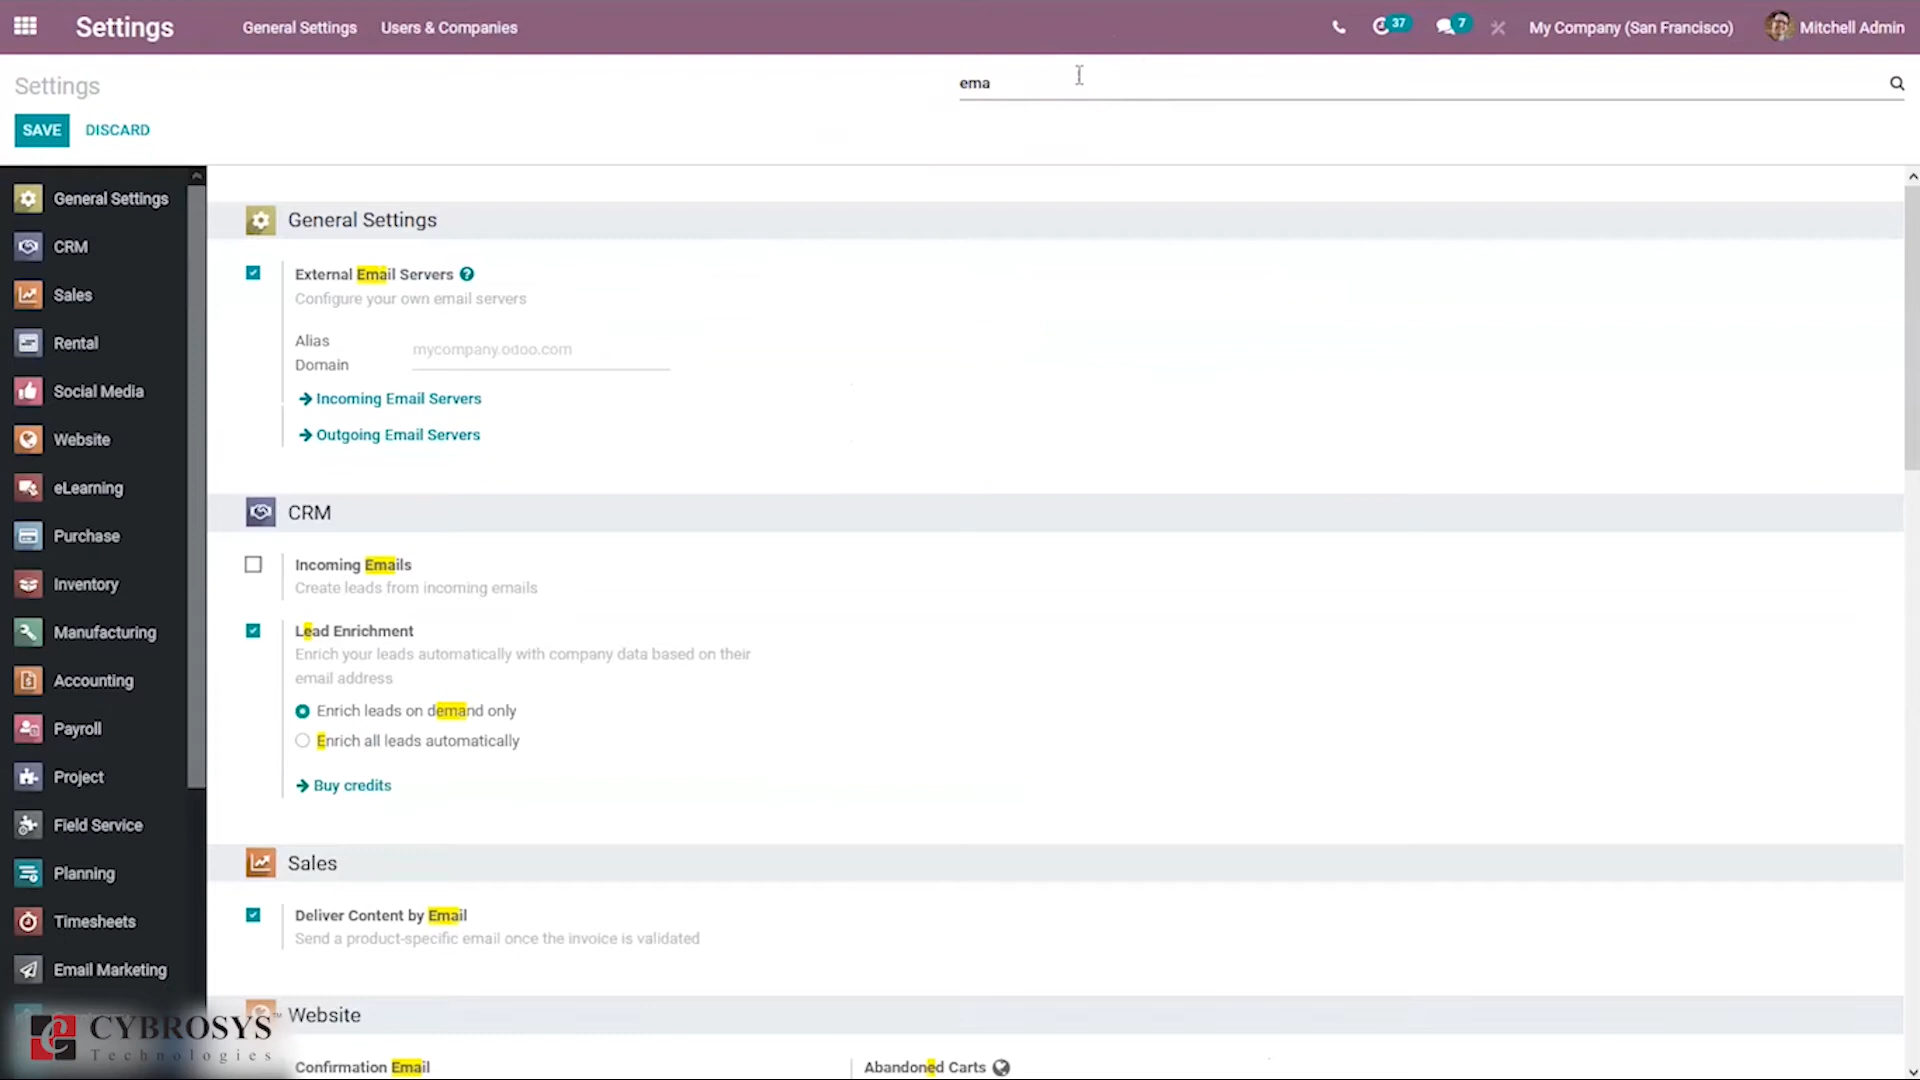 Settings
General Settings
Users & Companies
37
7
My Company (San Francisco)
Mitchell Admin
Settings
ema
SAVE
DISCARD
General Settings
CRM
Sales
Rental
Social Media
Website
eLearning
Purchase
Inventory
Manufacturing
Accounting
Payroll
Project
Field Service
Planning
Timesheets
Email Marketing
General Settings
External Email Servers
Configure your own email servers
Alias
Domain
mycompany.odoo.com
Incoming Email Servers
Outgoing Email Servers
CRM
Incoming Emails
Create leads from incoming emails
Lead Enrichment
Enrich your leads automatically with company data based on their
email address
Enrich leads on demand only
Enrich all leads automatically
Buy credits
Sales
Deliver Content by Email
Send a product-specific email once the invoice is validated
Website
Confirmation Email
Abandoned Carts
CYBROSYS
Technologies